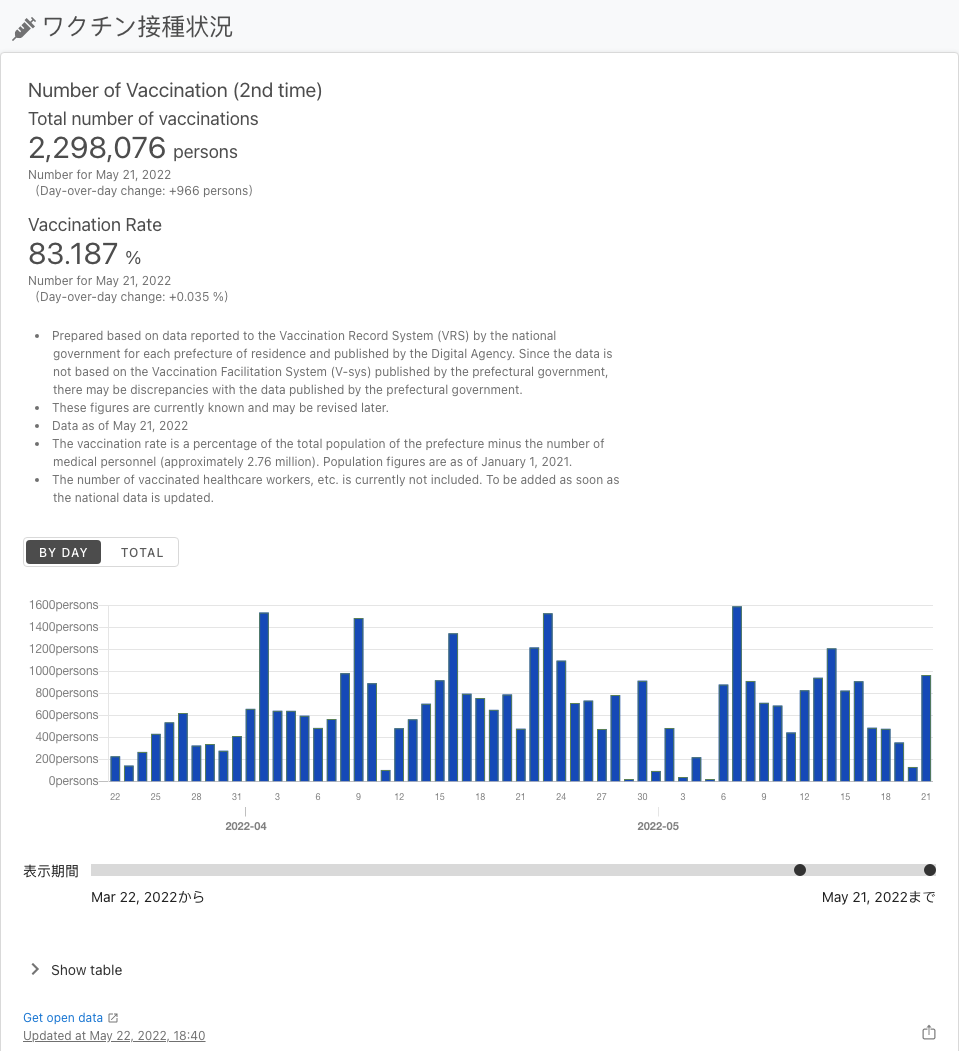 ワクチン接種状況
Number of Vaccination (2nd time)
Total number of vaccinations
2,298,076 persons
Number for May 21, 2022
(Day-over-day change: +966 persons)
Vaccination Rate
83.187 %
Number for May 21, 2022
(Day-over-day change: +0.035 %)
• Prepared based on data reported to the Vaccination Record System (VRS) by the national
government for each prefecture of residence and published by the Digital Agency. Since the data is
not based on the Vaccination Facilitation System (V-sys) published by the prefectural government,
there may be discrepancies with the data published by the prefectural government.
• These figures are currently known and may be revised later.
• Data as of May 21, 2022
• The vaccination rate is a percentage of the total population of the prefecture minus the number of
medical personnel (approximately 2.76 million). Population figures are as of January 1, 2021.
• The number of vaccinated healthcare workers, etc. is currently not included. To be added as soon as
the national data is updated.
BY DAY TOTAL
1600persons
1400persons
1200persons
1000persons
800persons
600persons
400persons
200persons
0persons
22 25 28 31 3 6 9 12 15 18 21 24 27 30 3 6 9 12 15 18 21
2022-04 2022-05
表示期間
Mar 22, 2022から May 21, 2022まで
Show table
Get open data
Updated at May 22, 2022, 18:40